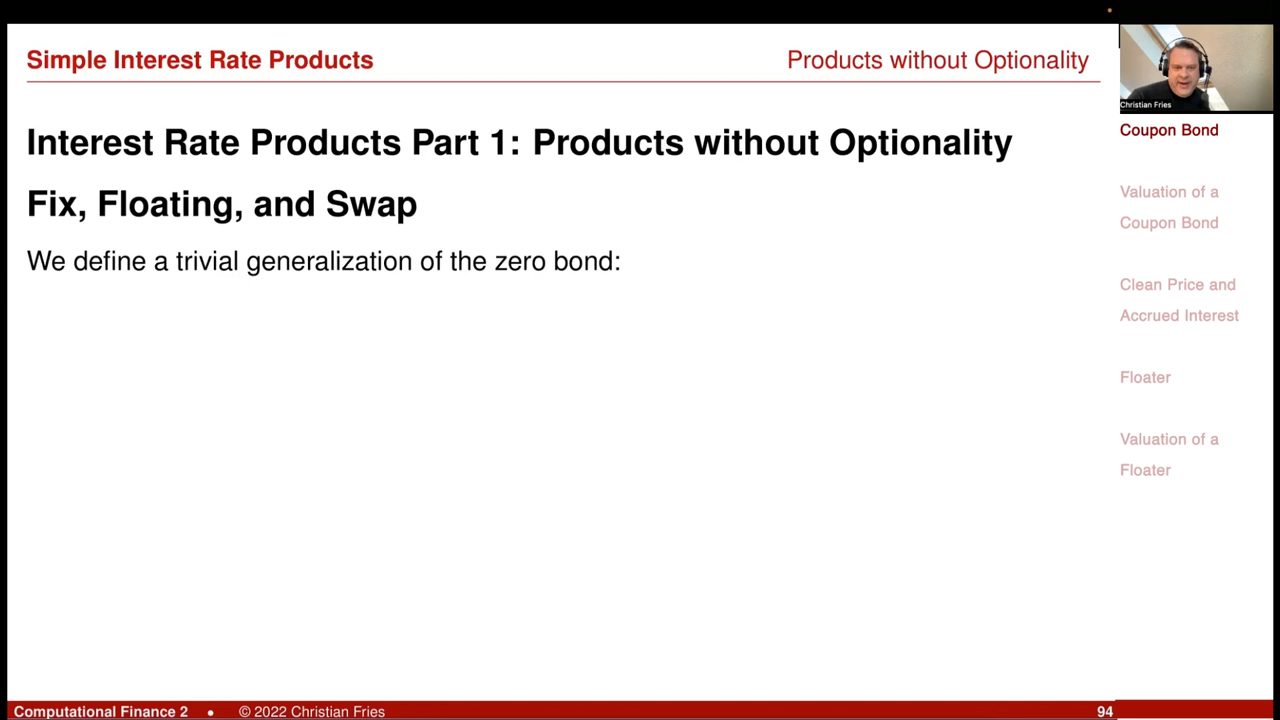 Simple Interest Rate Products
Products without Optionality
Interest Rate Products Part 1: Products without Optionality
Fix, Floating, and Swap
We define a trivial generalization of the zero bond:
Christian Fries
Coupon Bond
Valuation of a
Coupon Bond
Clean Price and
Accrued Interest
Floater
Valuation of a
Floater
Computational Finance 2 • © 2022 Christian Fries
94